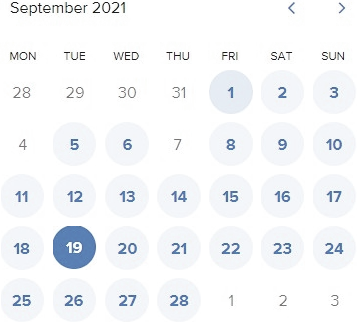 September 2021
MON TUE WED THU FRI SAT SUN
28 29 30 31 1 2 3
4 5 6 7 8 9 10
11 12 13 14 15 16 17
18 19 20 21 22 23 24
25 26 27 28 1 2 3